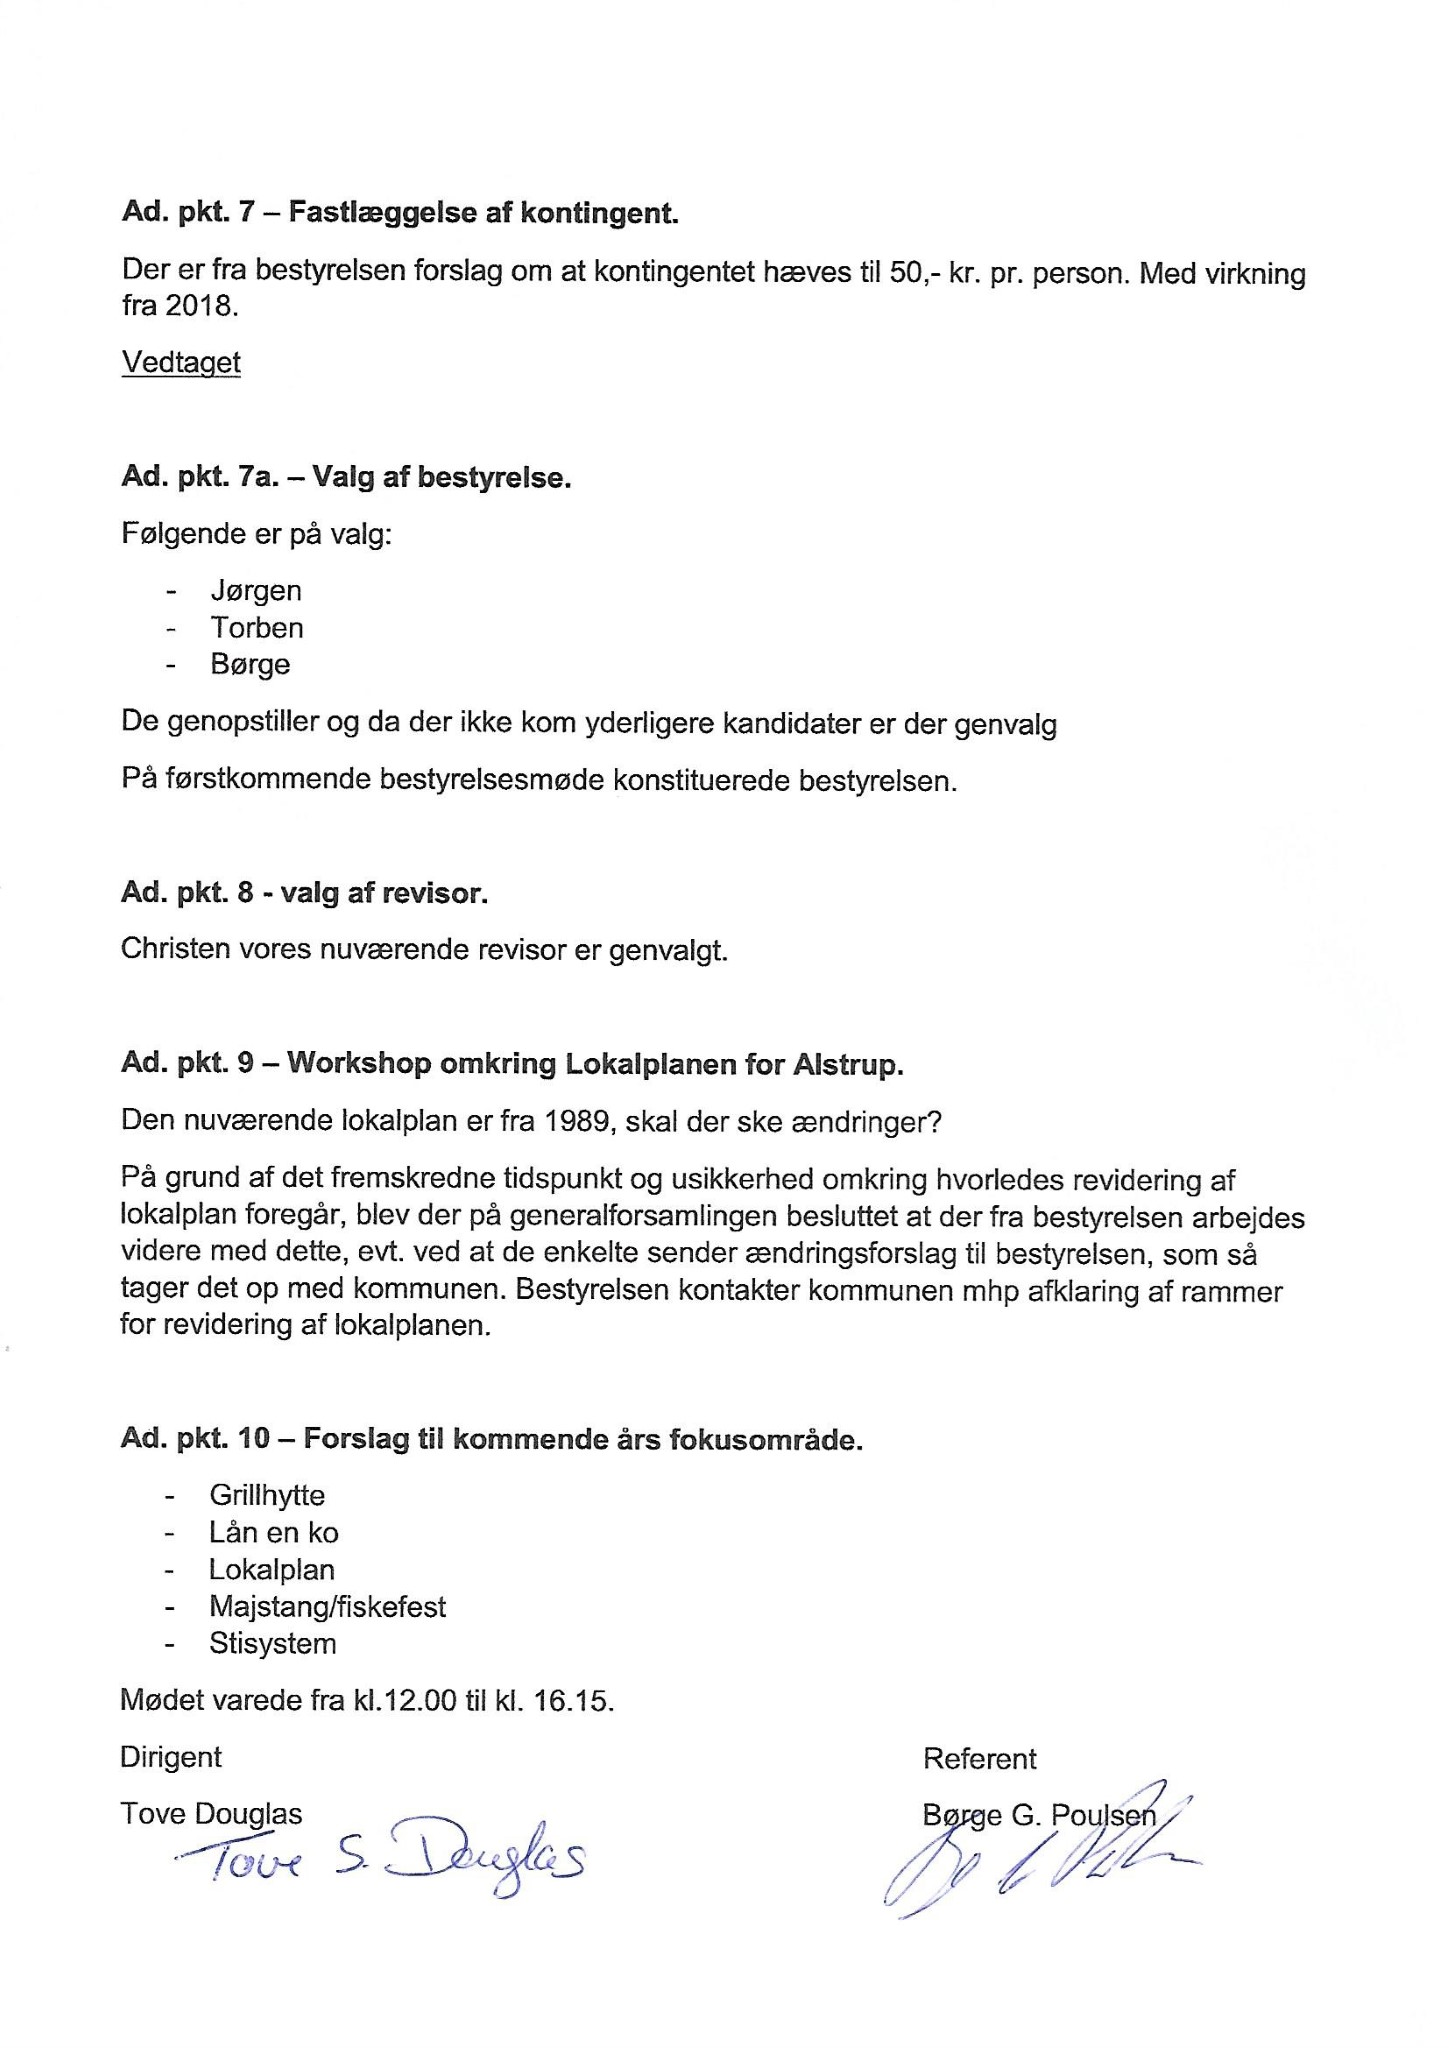 Ad. pkt. 7 – Fastlæggelse af kontingent.
Der er fra bestyrelsen forslag om at kontingentet hæves til 50,- kr. pr. person. Med virkning
fra 2018.
Vedtaget
Ad. pkt. 7a. – Valg af bestyrelse.
Følgende er på valg:
- Jørgen
- Torben
- Børge
De genopstiller og da der ikke kom yderligere kandidater er der genvalg
På førstkommende bestyrelsesmøde konstituerede bestyrelsen.
Ad. pkt. 8 - valg af revisor.
Christen vores nuværende revisor er genvalgt.
Ad. pkt. 9 – Workshop omkring Lokalplanen for Alstrup.
Den nuværende lokalplan er fra 1989, skal der ske ændringer?
På grund af det fremskredne tidspunkt og usikkerhed omkring hvorledes revidering af
lokalplan foregår, blev der på generalforsamlingen besluttet at der fra bestyrelsen arbejdes
videre med dette, evt. ved at de enkelte sender ændringsforslag til bestyrelsen, som så
tager det op med kommunen. Bestyrelsen kontakter kommunen mhp afklaring af rammer
for revidering af lokalplanen.
Ad. pkt. 10 – Forslag til kommende års fokusområde.
- Grillhytte
- Lån en ko
- Lokalplan
- Majstang/fiskefest
- Stisystem
Mødet varede fra kl.12.00 til kl. 16.15.
Dirigent Referent
Tove Douglas Børge G. Poulsen
Tove S. Douglas